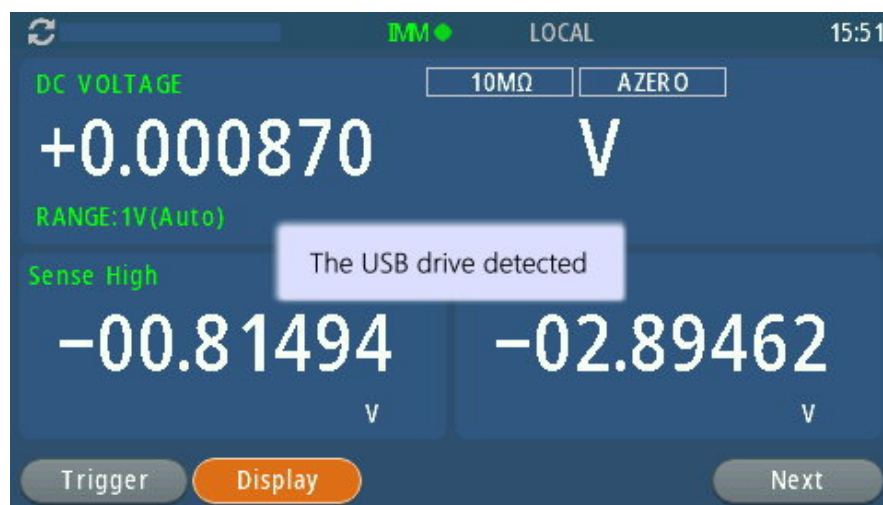 IMM LOCAL 15:51
DC VOLTAGE 10MΩ AZERO
+0.000870 V
RANGE:1V(Auto)
The USB drive detected
Sense High
−00.81494 −02.89462
V V
Trigger Display Next